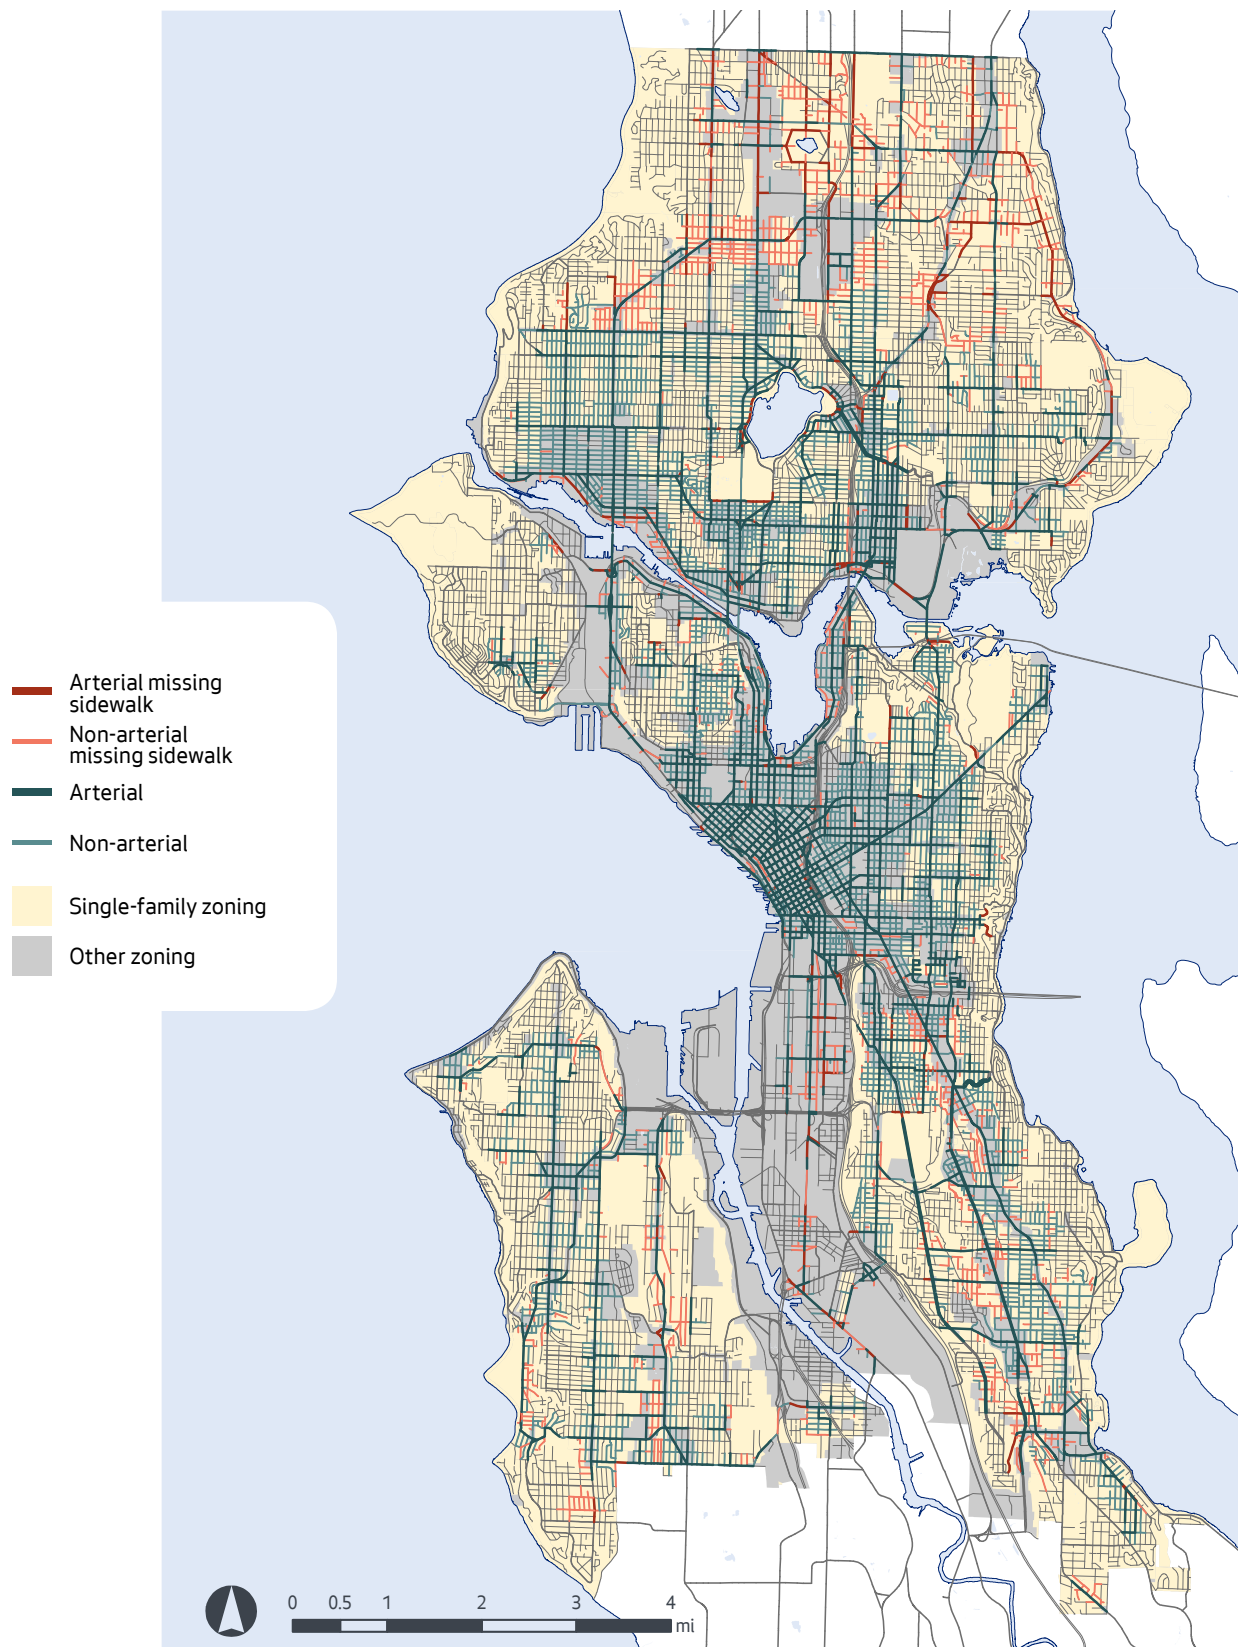 Arterial missing
sidewalk
Non-arterial
missing sidewalk
Arterial
Non-arterial
Single-family zoning
Other zoning
0 0.5 1 2 3 4
mi